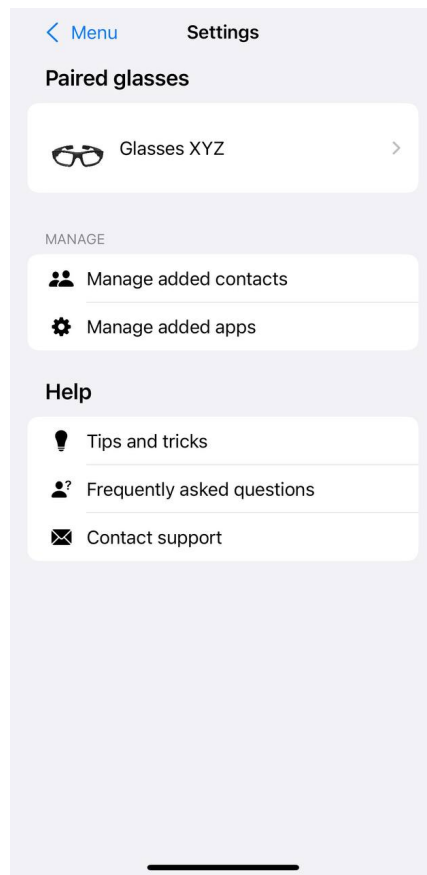 Menu
Settings
Paired glasses
Glasses XYZ
MANAGE
Manage added contacts
Manage added apps
Help
Tips and tricks
Frequently asked questions
Contact support